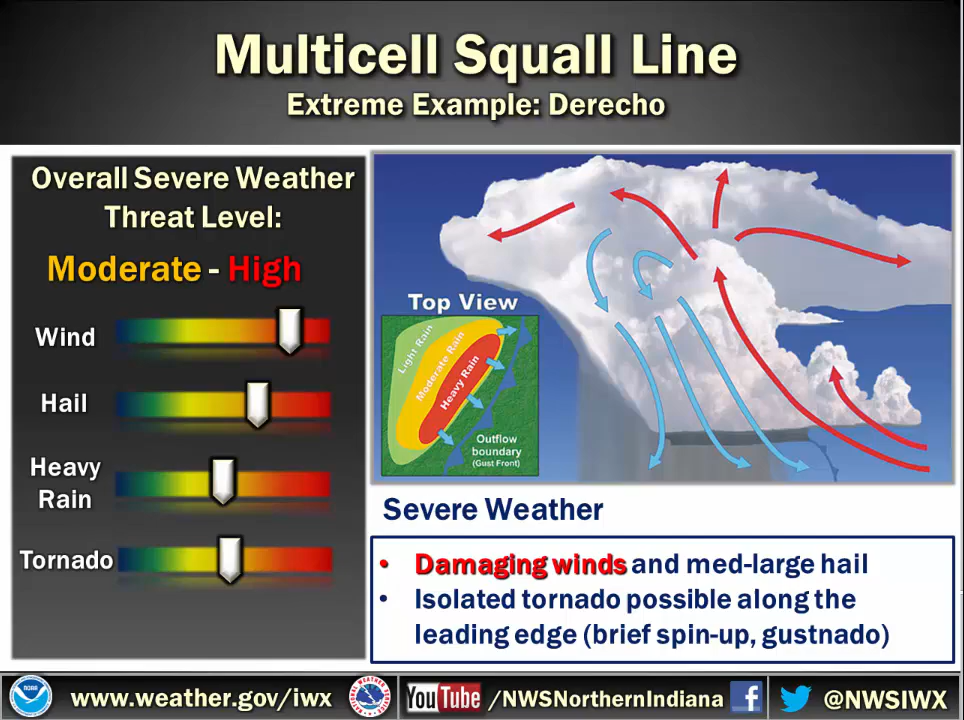 Multicell Squall Line
Extreme Example: Derecho
Overall Severe Weather
Threat Level:
Moderate - High
Wind
Hail
Heavy
Rain
Tornado
Top View
Light Rain
Moderate Rain
Heavy Rain
Outflow
boundary
(Gust Front)
Severe Weather
• Damaging winds and med-large hail
• Isolated tornado possible along the
leading edge (brief spin-up, gustnado)
NOAA
www.weather.gov/iwx
YouTube /NWSNorthernIndiana f
@NWSIWX